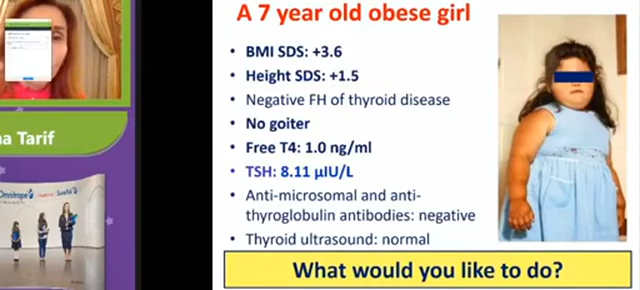 A 7 year old obese girl
• BMI SDS: +3.6
• Height SDS: +1.5
• Negative FH of thyroid disease
• No goiter
• Free T4: 1.0 ng/ml
• TSH: 8.11 µIU/L
• Anti-microsomal and anti-
thyroglobulin antibodies: negative
• Thyroid ultrasound: normal
What would you like to do?
a Tarif
Omnitrope
SurePal